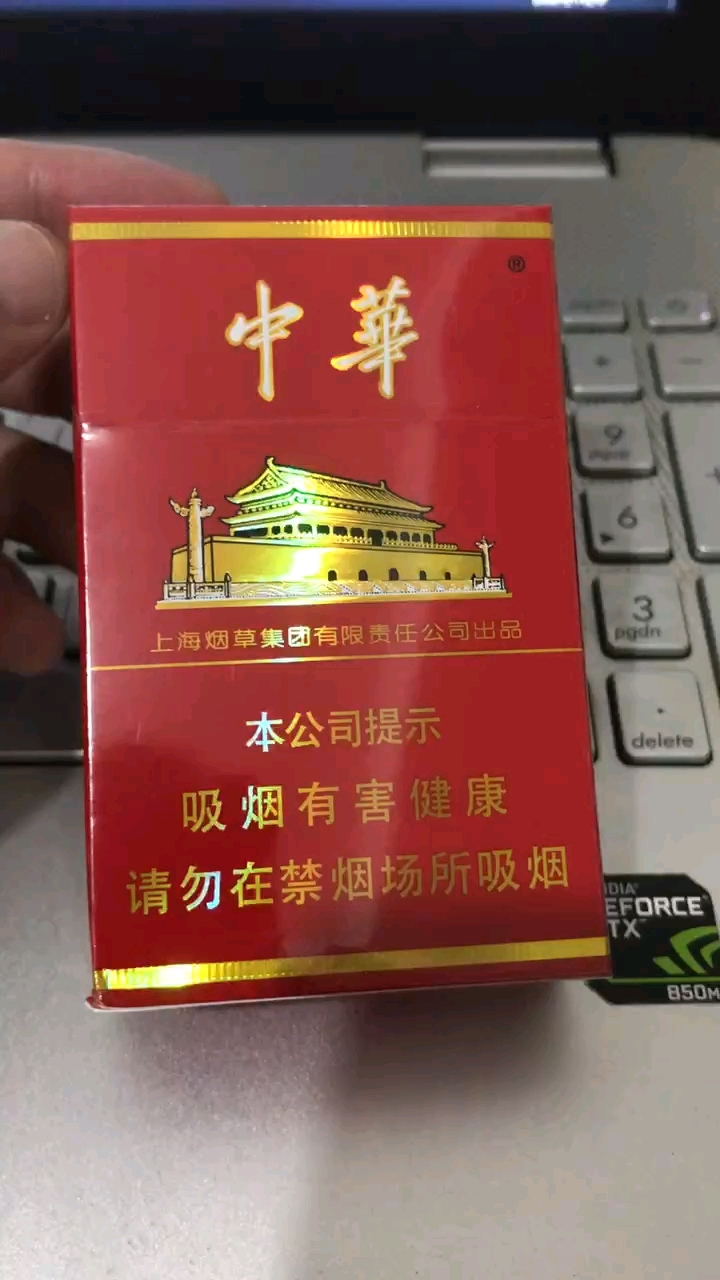 ®
中華
上海烟草集团有限责任公司出品
本公司提示
吸烟有害健康
请勿在禁烟场所吸烟
+
−
9
pgup
6
3
pgdn
.
delete
EFORCE
TX
850M